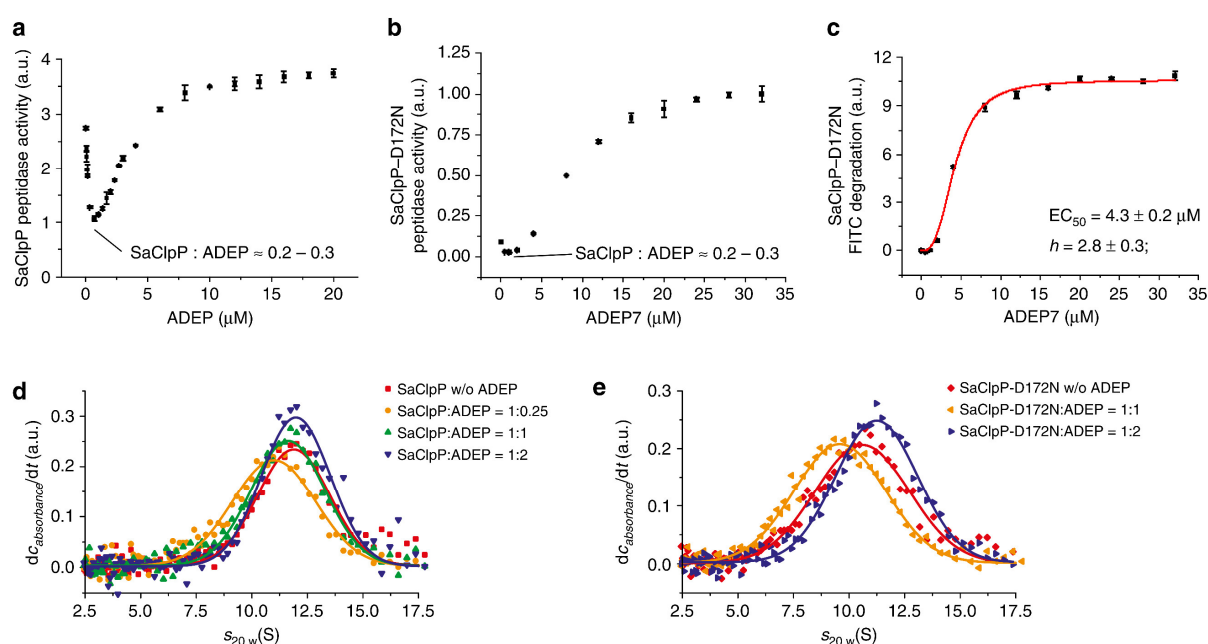 a
SaClpP peptidase activity (a.u.)
4
3
2
1
0
0
5
10
15
20
ADEP (μM)
SaClpP : ADEP ≈ 0.2 – 0.3
b
SaClpP–D172N
peptidase activity (a.u.)
1.25
1.00
0.75
0.50
0.25
0.00
0
5
10
15
20
25
30
35
ADEP7 (μM)
SaClpP : ADEP ≈ 0.2 – 0.3
c
SaClpP–D172N
FITC degradation (a.u.)
12
9
6
3
0
0
5
10
15
20
25
30
35
ADEP7 (μM)
EC50 = 4.3 ± 0.2 μM
h = 2.8 ± 0.3;
d
dcabsorbance/dt (a.u.)
0.3
0.2
0.1
0.0
2.5
5.0
7.5
10.0
12.5
15.0
17.5
s20,w(S)
SaClpP w/o ADEP
SaClpP:ADEP = 1:0.25
SaClpP:ADEP = 1:1
SaClpP:ADEP = 1:2
e
dcabsorbance/dt (a.u.)
0.3
0.2
0.1
0.0
2.5
5.0
7.5
10.0
12.5
15.0
17.5
s20,w(S)
SaClpP-D172N w/o ADEP
SaClpP-D172N:ADEP = 1:1
SaClpP-D172N:ADEP = 1:2